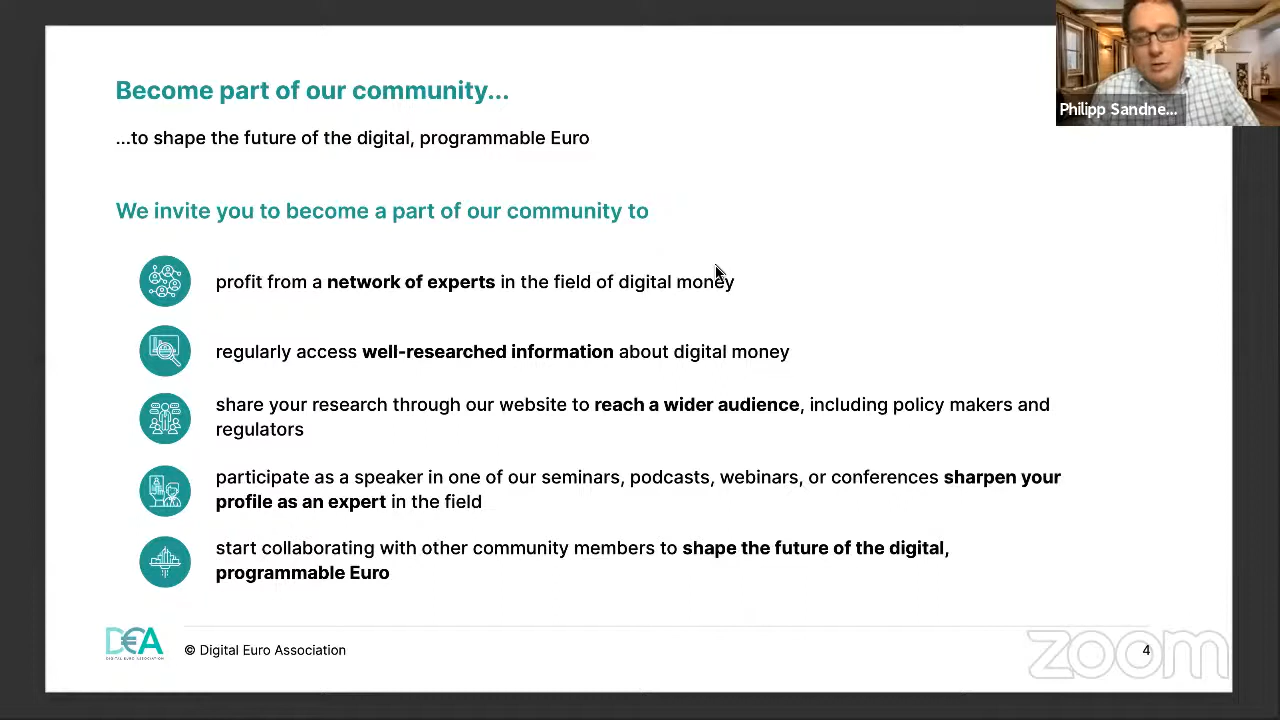 Become part of our community...
Philipp Sandne...
...to shape the future of the digital, programmable Euro
We invite you to become a part of our community to
profit from a network of experts in the field of digital money
regularly access well-researched information about digital money
share your research through our website to reach a wider audience, including policy makers and
regulators
participate as a speaker in one of our seminars, podcasts, webinars, or conferences sharpen your
profile as an expert in the field
start collaborating with other community members to shape the future of the digital,
programmable Euro
D€A
DIGITAL EURO ASSOCIATION
© Digital Euro Association
4
zoom